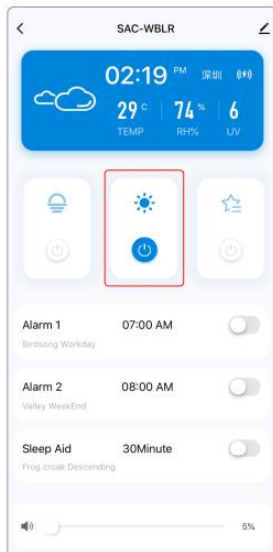 SAC-WBLR
02:19 PM 深圳
29 c 74 % 6
TEMP RH% UV
Alarm 1 07:00 AM
Birdsong Workday
Alarm 2 08:00 AM
Valley WeekEnd
Sleep Aid 30Minute
Frog croak Descending
5%